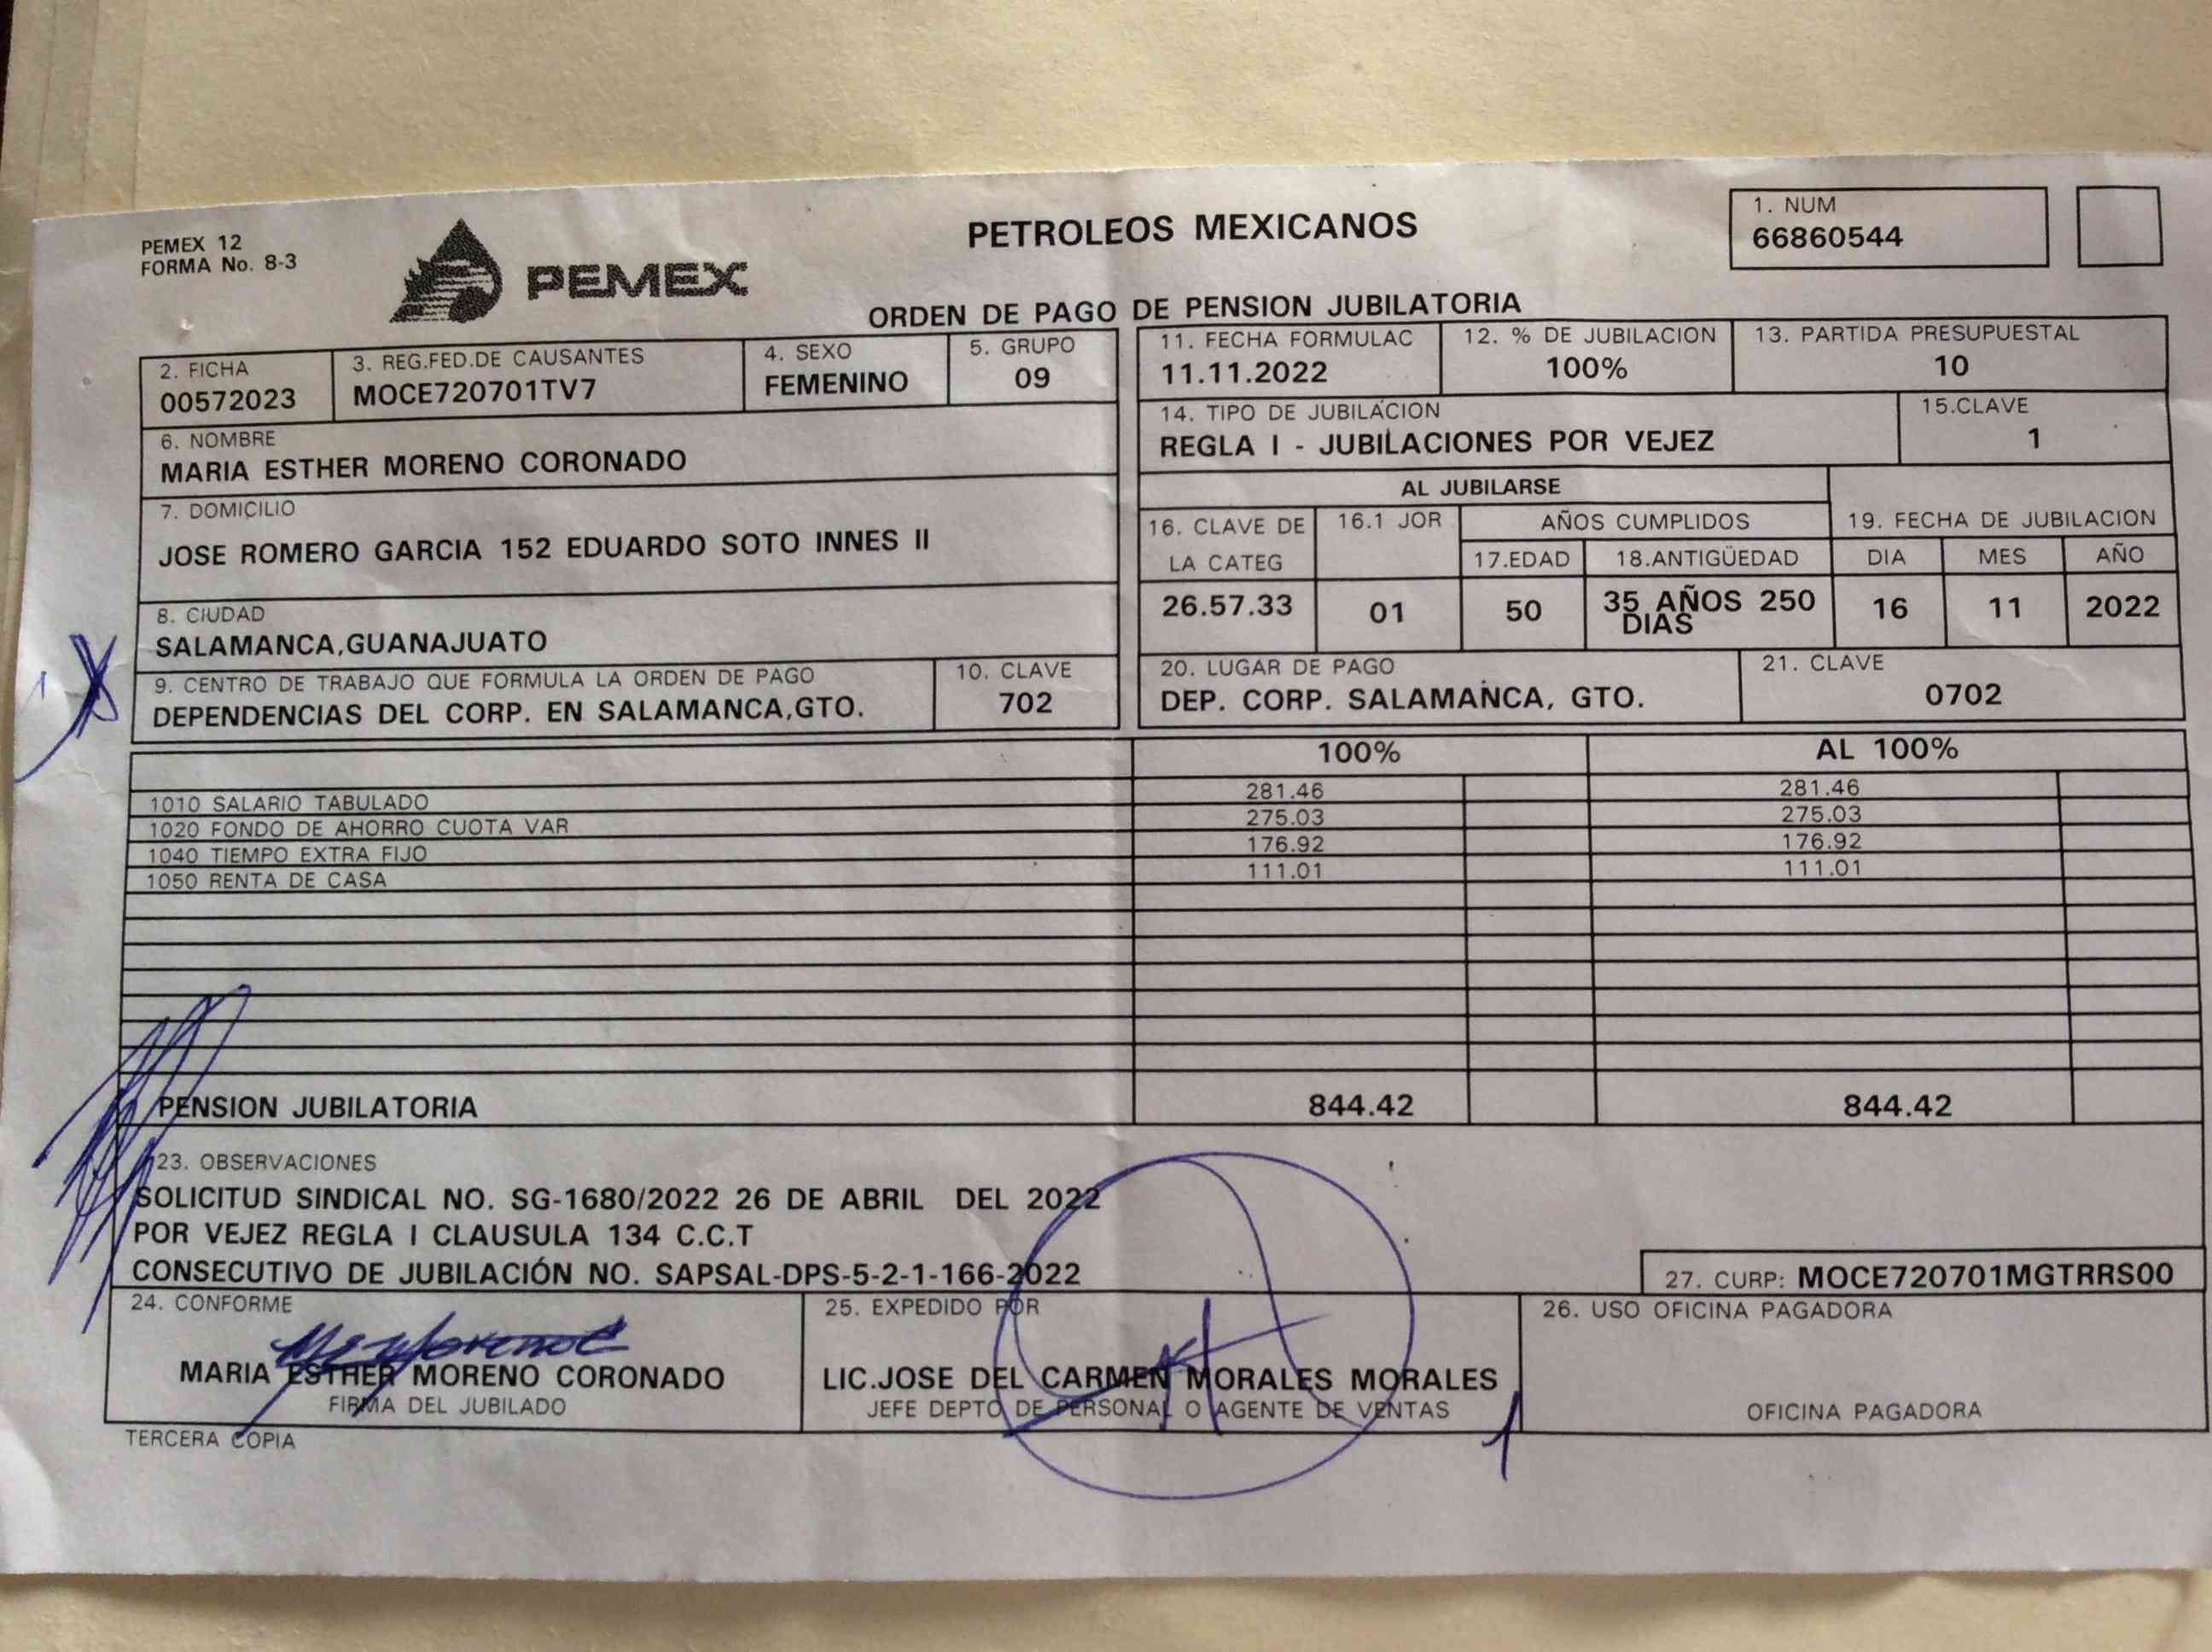 PEMEX 12
FORMA No. 8-3
PEMEX
PETROLEOS MEXICANOS
1. NUM
66860544
ORDEN DE PAGO DE PENSION JUBILATORIA
2. FICHA
00572023
3. REG.FED.DE CAUSANTES
MOCE720701TV7
4. SEXO
FEMENINO
5. GRUPO
09
6. NOMBRE
MARIA ESTHER MORENO CORONADO
7. DOMICILIO
JOSE ROMERO GARCIA 152 EDUARDO SOTO INNES II
8. CIUDAD
SALAMANCA,GUANAJUATO
9. CENTRO DE TRABAJO QUE FORMULA LA ORDEN DE PAGO
DEPENDENCIAS DEL CORP. EN SALAMANCA,GTO.
10. CLAVE
702
11. FECHA FORMULAC
11.11.2022
12. % DE JUBILACION
100%
13. PARTIDA PRESUPUESTAL
10
14. TIPO DE JUBILACION
REGLA I - JUBILACIONES POR VEJEZ
15.CLAVE
1
AL JUBILARSE
16. CLAVE DE
LA CATEG
26.57.33
16.1 JOR
01
AÑOS CUMPLIDOS
17.EDAD
50
18.ANTIGÜEDAD
35 AÑOS 250
DIAS
19. FECHA DE JUBILACION
DIA MES AÑO
16 11 2022
20. LUGAR DE PAGO
DEP. CORP. SALAMANCA, GTO.
21. CLAVE
0702
100% AL 100%
1010 SALARIO TABULADO 281.46 281.46
1020 FONDO DE AHORRO CUOTA VAR 275.03 275.03
1040 TIEMPO EXTRA FIJO 176.92 176.92
1050 RENTA DE CASA 111.01 111.01
PENSION JUBILATORIA 844.42 844.42
23. OBSERVACIONES
SOLICITUD SINDICAL NO. SG-1680/2022 26 DE ABRIL DEL 2022
POR VEJEZ REGLA I CLAUSULA 134 C.C.T
CONSECUTIVO DE JUBILACIÓN NO. SAPSAL-DPS-5-2-1-166-2022
27. CURP: MOCE720701MGTRRS00
24. CONFORME
MARIA ESTHER MORENO CORONADO
FIRMA DEL JUBILADO
25. EXPEDIDO POR
LIC.JOSE DEL CARMEN MORALES MORALES
JEFE DEPTO DE PERSONAL O AGENTE DE VENTAS
26. USO OFICINA PAGADORA
OFICINA PAGADORA
TERCERA COPIA